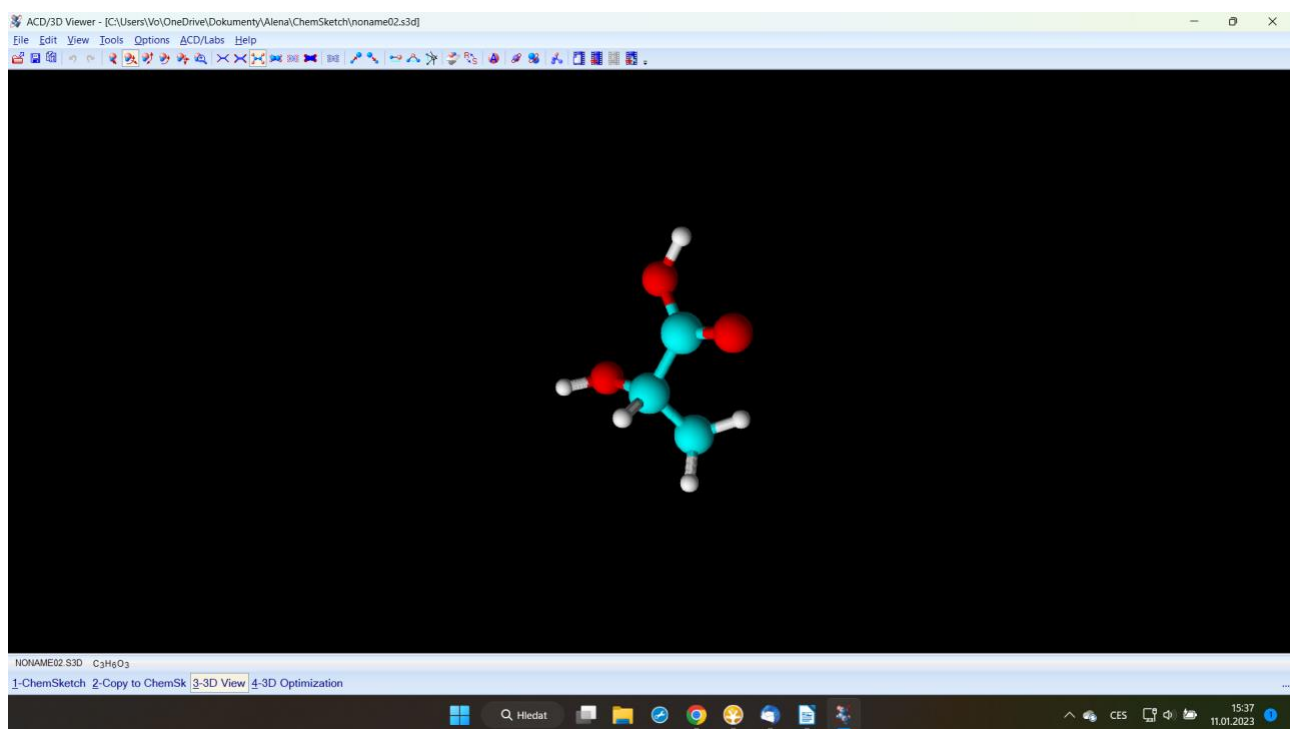 ACD/3D Viewer - [C:\Users\Vo\OneDrive\Dokumenty\Alena\ChemSketch\noname02.s3d]
File Edit View Tools Options ACD/Labs Help
NONAME02.S3D C3H6O3
1-ChemSketch 2-Copy to ChemSk 3-3D View 4-3D Optimization
...
Hledat
CES
15:37
11.01.2023
1